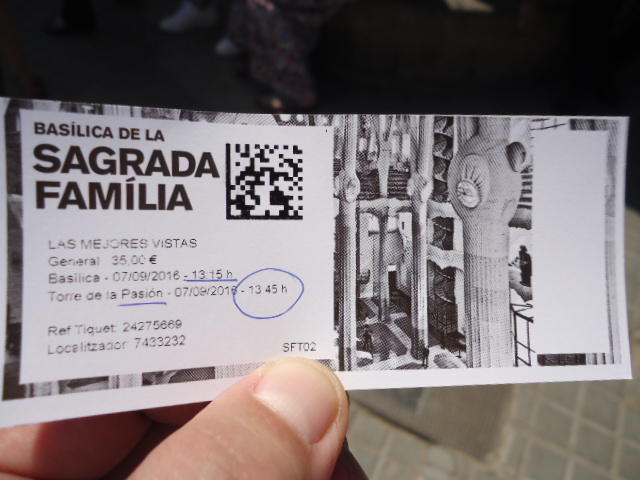 BASÍLICA DE LA
SAGRADA
FAMÍLIA
LAS MEJORES VISTAS
General 35,00 €
Basílica - 07/09/2016 - 13:15 h
Torre de la Pasión - 07/09/2016 - 13:45 h
Ref Tiquet: 24275669
Localitzador: 7433232
SFT02